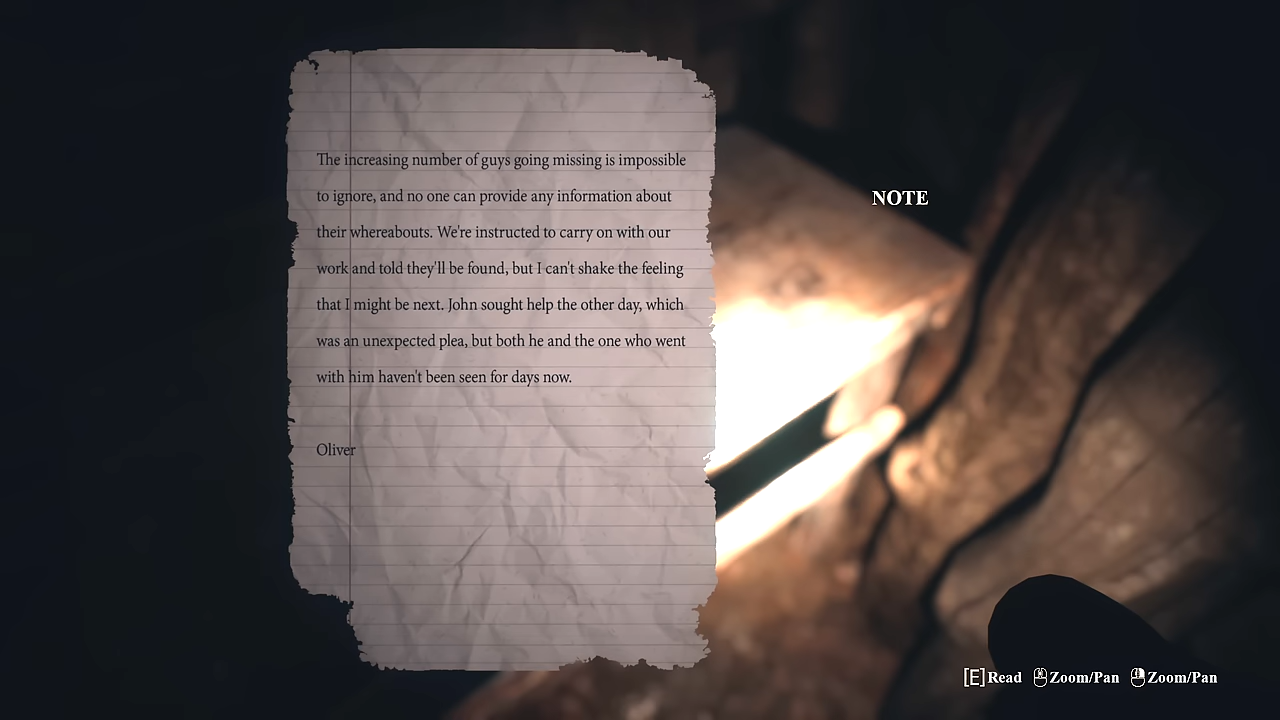 The increasing number of guys going missing is impossible
to ignore, and no one can provide any information about
their whereabouts. We're instructed to carry on with our
work and told they'll be found, but I can't shake the feeling
that I might be next. John sought help the other day, which
was an unexpected plea, but both he and the one who went
with him haven't been seen for days now.
Oliver
NOTE
[E] Read Zoom/Pan Zoom/Pan